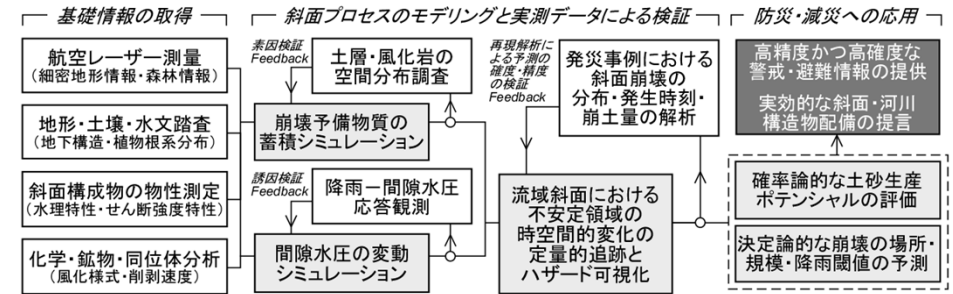 基礎情報の取得
航空レーザー測量
（細密地形情報・森林情報）
地形・土壌・水文踏査
（地下構造・植物根系分布）
斜面構成物の物性測定
（水理特性・せん断強度特性）
化学・鉱物・同位体分析
（風化様式・削剥速度）
斜面プロセスのモデリングと実測データによる検証
素因検証
Feedback
土層・風化岩の
空間分布調査
崩壊予備物質の
蓄積シミュレーション
誘因検証
Feedback
降雨－間隙水圧
応答観測
間隙水圧の変動
シミュレーション
再現解析に
よる予測の
確度・精度
の検証
Feedback
発災事例における
斜面崩壊の
分布・発生時刻・
崩土量の解析
流域斜面における
不安定領域の
時空間的変化の
定量的追跡と
ハザード可視化
防災・減災への応用
高精度かつ高確度な
警戒・避難情報の提供
実効的な斜面・河川
構造物配備の提言
確率論的な土砂生産
ポテンシャルの評価
決定論的な崩壊の場所・
規模・降雨閾値の予測